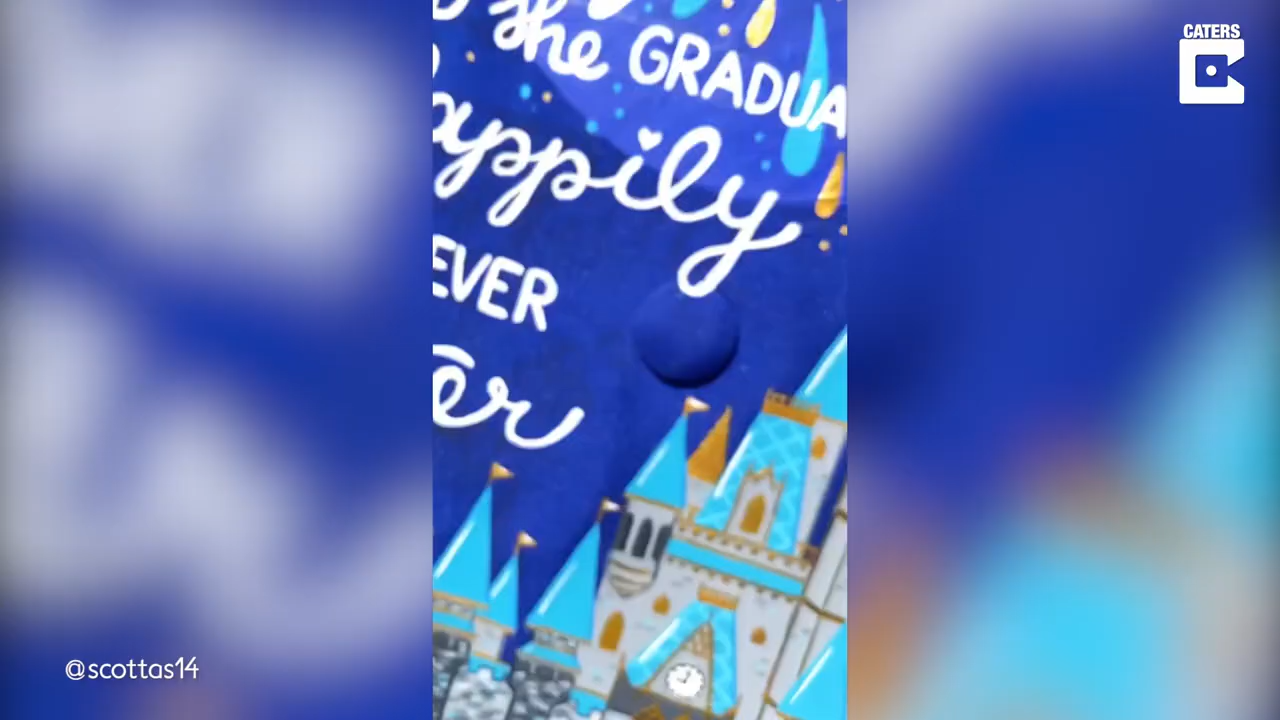 the GRADUA
appily
EVER
er
CATERS
@scottas14